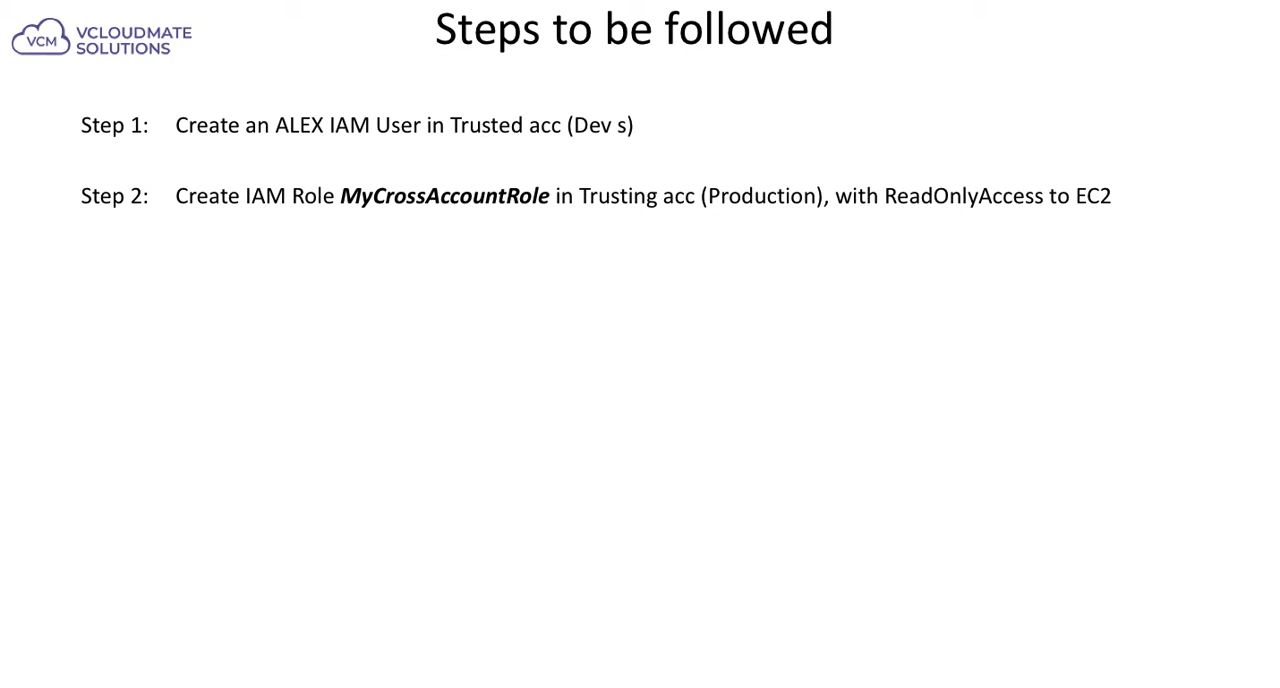 VCM
VCLOUDMATE
SOLUTIONS
Steps to be followed
Step 1: Create an ALEX IAM User in Trusted acc (Dev s)
Step 2: Create IAM Role MyCrossAccountRole in Trusting acc (Production), with ReadOnlyAccess to EC2